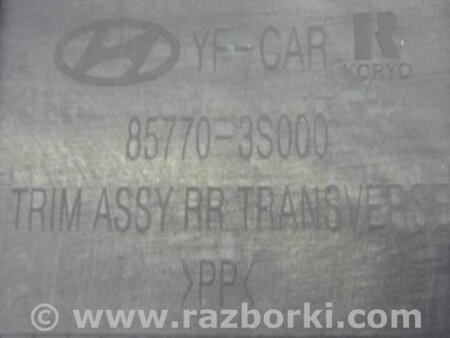 YF-CAR
KORYO
85770-3S000
TRIM ASSY RR TRANSVERSE
>PP<
© www.razborki.com